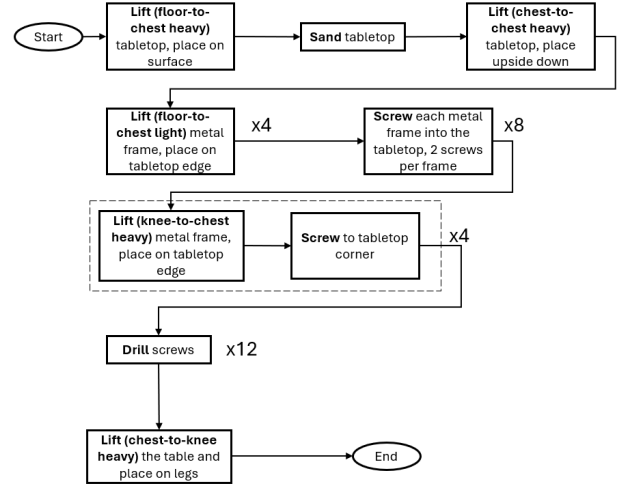 Start
Lift (floor-to-
chest heavy)
tabletop, place on
surface
Sand tabletop
Lift (chest-to-
chest heavy)
tabletop, place
upside down
Lift (floor-to-
chest light) metal
frame, place on
tabletop edge
x4
Screw each metal
frame into the
tabletop, 2 screws
per frame
x8
Lift (knee-to-chest
heavy) metal frame,
place on tabletop
edge
Screw to tabletop
corner
x4
Drill screws
x12
Lift (chest-to-knee
heavy) the table and
place on legs
End